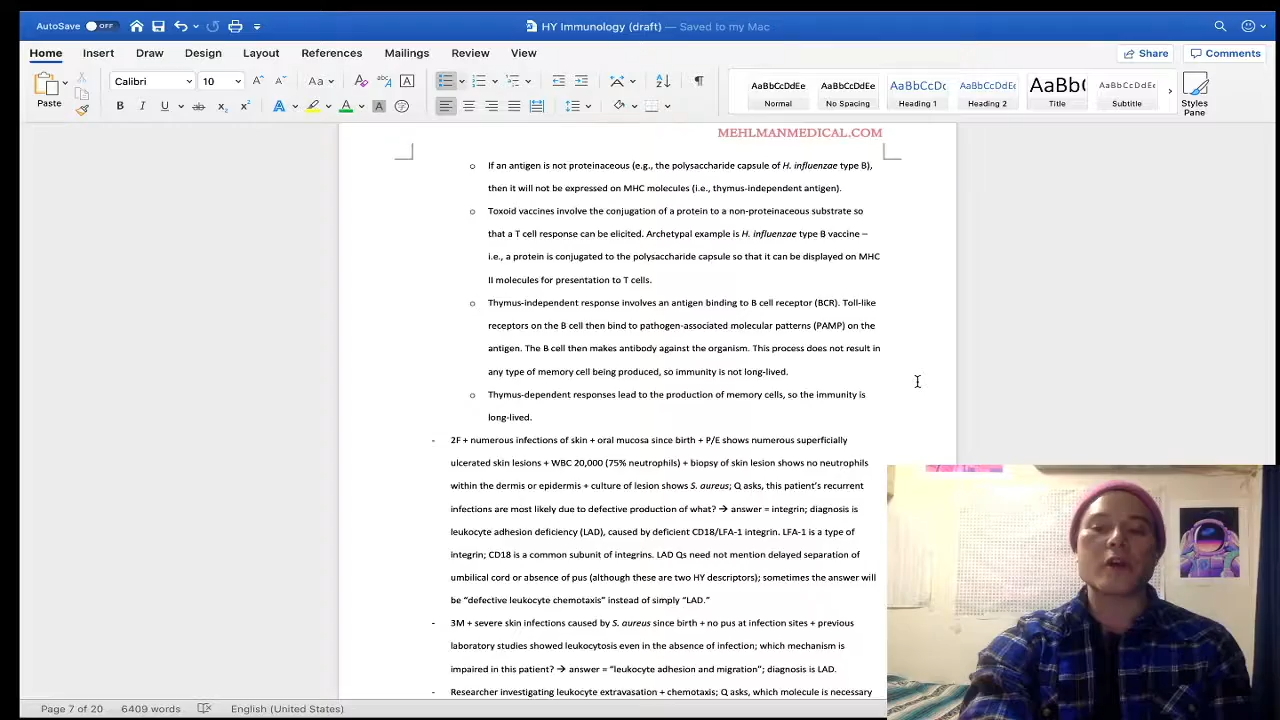 AutoSave OFF
HY Immunology (draft) — Saved to my Mac
Home Insert Draw Design Layout References Mailings Review View
Share Comments
Paste
Calibri 10
AaBbCcDdEe AaBbCcDdEe AaBbCcDc AaBbCcDdEe AaBb( AaBbCcDdEe
Normal No Spacing Heading 1 Heading 2 Title Subtitle
Styles
Pane
MEHLMANMEDICAL.COM
o If an antigen is not proteinaceous (e.g., the polysaccharide capsule of H. influenzae type B),
then it will not be expressed on MHC molecules (i.e., thymus-independent antigen).
o Toxoid vaccines involve the conjugation of a protein to a non-proteinaceous substrate so
that a T cell response can be elicited. Archetypal example is H. influenzae type B vaccine –
i.e., a protein is conjugated to the polysaccharide capsule so that it can be displayed on MHC
II molecules for presentation to T cells.
o Thymus-independent response involves an antigen binding to B cell receptor (BCR). Toll-like
receptors on the B cell then bind to pathogen-associated molecular patterns (PAMP) on the
antigen. The B cell then makes antibody against the organism. This process does not result in
any type of memory cell being produced, so immunity is not long-lived.
o Thymus-dependent responses lead to the production of memory cells, so the immunity is
long-lived.
- 2F + numerous infections of skin + oral mucosa since birth + P/E shows numerous superficially
ulcerated skin lesions + WBC 20,000 (75% neutrophils) + biopsy of skin lesion shows no neutrophils
within the dermis or epidermis + culture of lesion shows S. aureus; Q asks, this patient’s recurrent
infections are most likely due to defective production of what? → answer = integrin; diagnosis is
leukocyte adhesion deficiency (LAD), caused by deficient CD18/LFA-1 integrin. LFA-1 is a type of
integrin; CD18 is a common subunit of integrins. LAD Qs need not mention delayed separation of
umbilical cord or absence of pus (although these are two HY descriptors); sometimes the answer will
be “defective leukocyte chemotaxis” instead of simply “LAD.”
- 3M + severe skin infections caused by S. aureus since birth + no pus at infection sites + previous
laboratory studies showed leukocytosis even in the absence of infection; which mechanism is
impaired in this patient? → answer = “leukocyte adhesion and migration”; diagnosis is LAD.
- Researcher investigating leukocyte extravasation + chemotaxis; Q asks, which molecule is necessary
Page 7 of 20 6409 words English (United States)